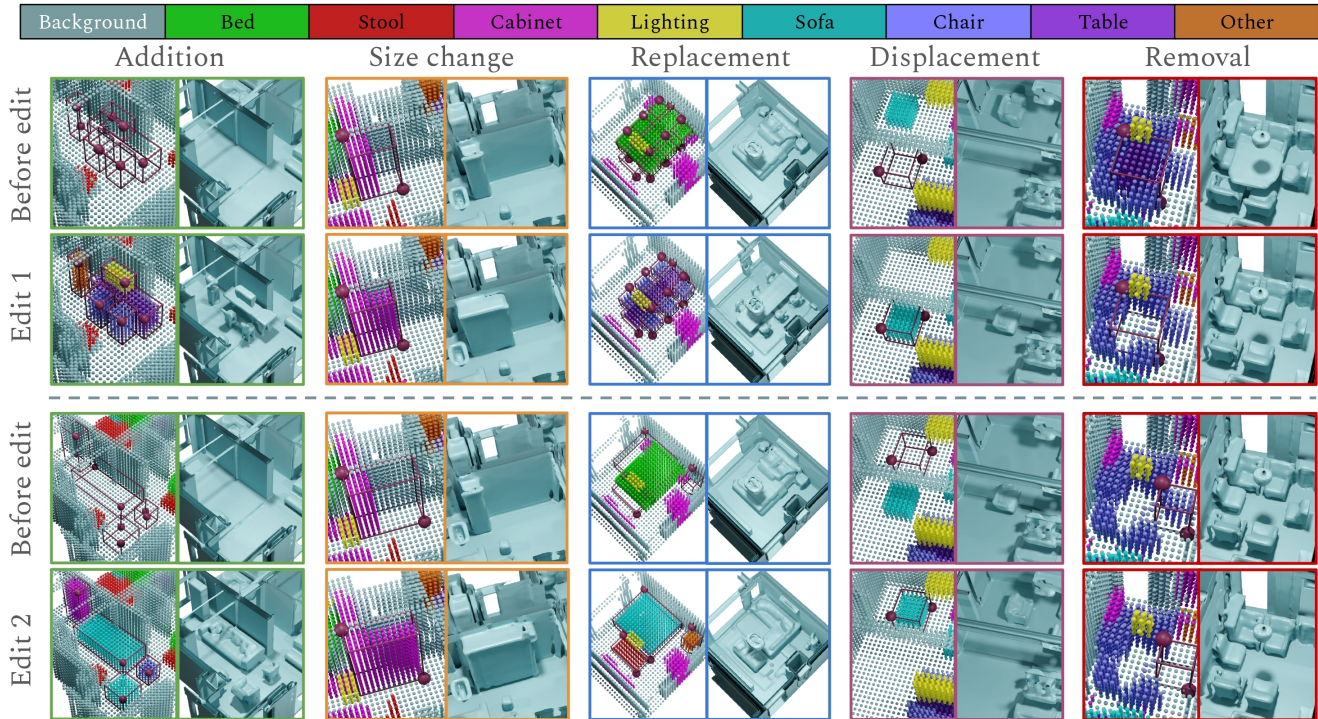 Background Bed Stool Cabinet Lighting Sofa Chair Table Other
Addition Size change Replacement Displacement Removal
Before edit
Edit 1
Before edit
Edit 2